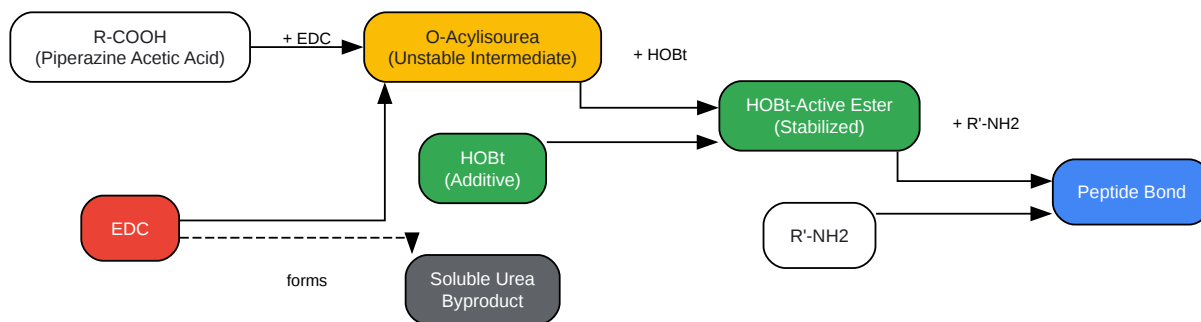 R-COOH
(Piperazine Acetic Acid)
+ EDC
O-Acylisourea
(Unstable Intermediate)
+ HOBt
HOBt-Active Ester
(Stabilized)
+ R'-NH2
HOBt
(Additive)
Peptide Bond
EDC
R'-NH2
forms
Soluble Urea
Byproduct